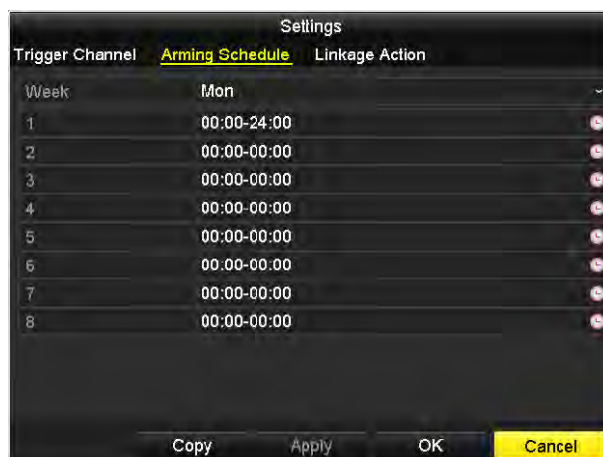 Settings
Trigger Channel Arming Schedule Linkage Action
Week Mon
1 00:00-24:00
2 00:00-00:00
3 00:00-00:00
4 00:00-00:00
5 00:00-00:00
6 00:00-00:00
7 00:00-00:00
8 00:00-00:00
Copy Apply OK Cancel